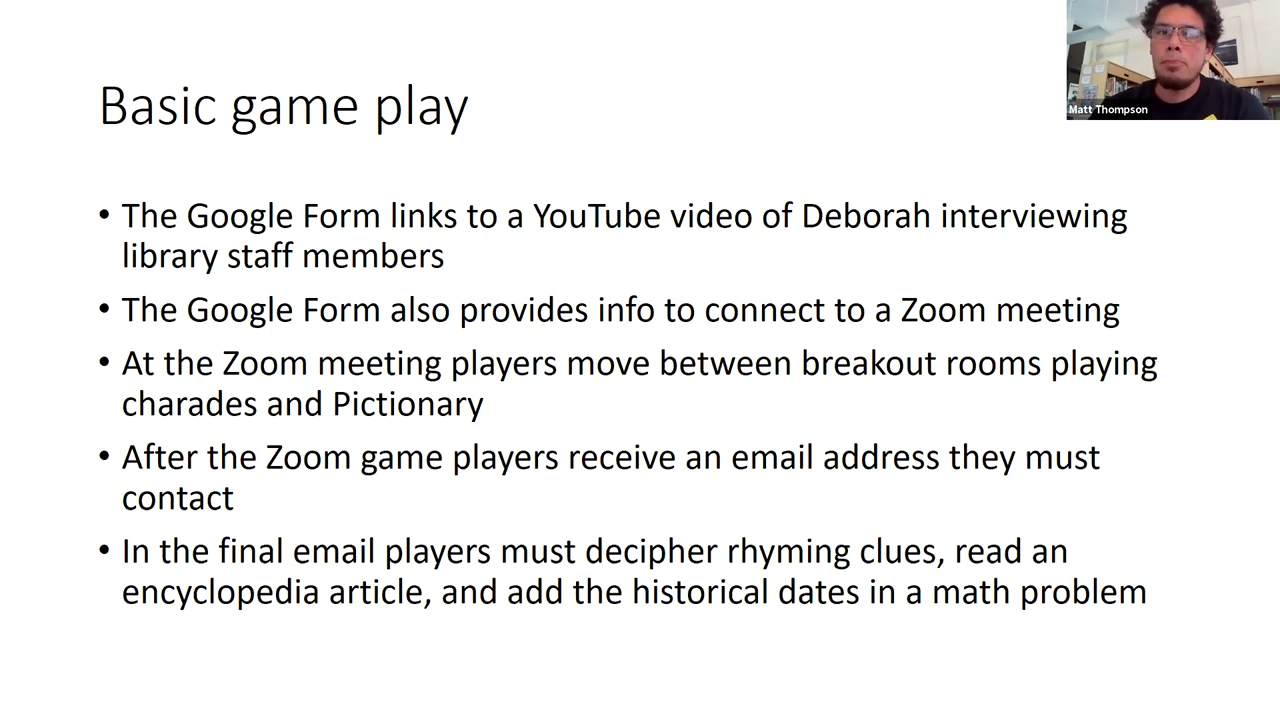 Basic game play
Matt Thompson
• The Google Form links to a YouTube video of Deborah interviewing
library staff members
• The Google Form also provides info to connect to a Zoom meeting
• At the Zoom meeting players move between breakout rooms playing
charades and Pictionary
• After the Zoom game players receive an email address they must
contact
• In the final email players must decipher rhyming clues, read an
encyclopedia article, and add the historical dates in a math problem